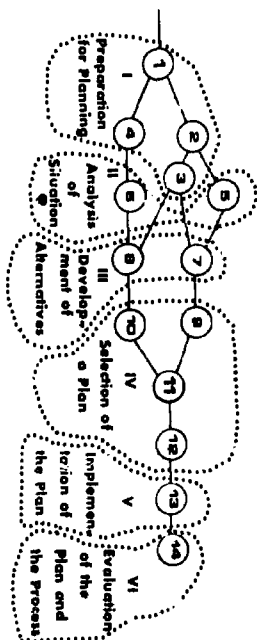 1
2
4
3
5
7
8
9
10
11
12
13
14
I
Preparation
for Planning
II
Analysis
of
Situation
III
Develop-
ment of
Alternatives
IV
Selection of
a Plan
V
Implemen-
tation of
the Plan
VI
Evaluation
of the
Plan and
the Process